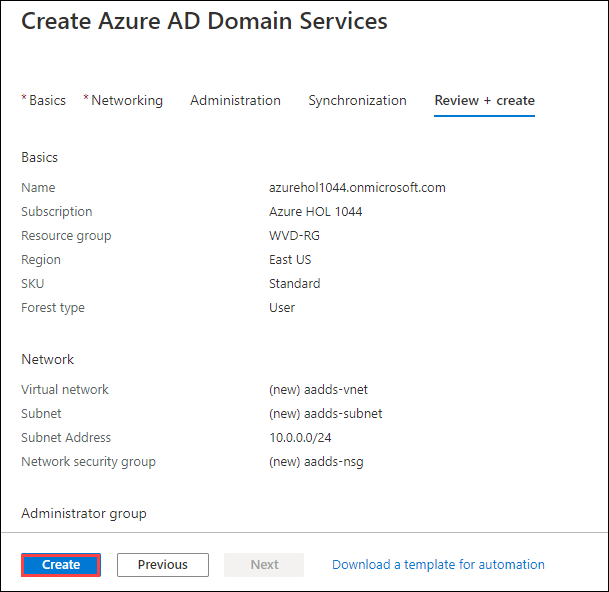 Create Azure AD Domain Services
* Basics * Networking Administration Synchronization Review + create
Basics
Name azurehol1044.onmicrosoft.com
Subscription Azure HOL 1044
Resource group WVD-RG
Region East US
SKU Standard
Forest type User
Network
Virtual network (new) aadds-vnet
Subnet (new) aadds-subnet
Subnet Address 10.0.0.0/24
Network security group (new) aadds-nsg
Administrator group
Create Previous Next Download a template for automation